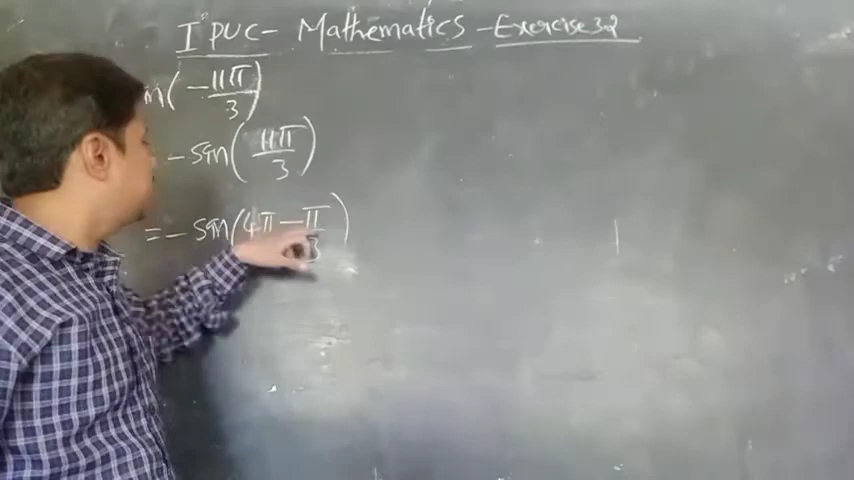 I PUC - Mathematics - Exercise 3.2
(-11π/3)
- sin(11π/3)
= - sin(4π - π/3)